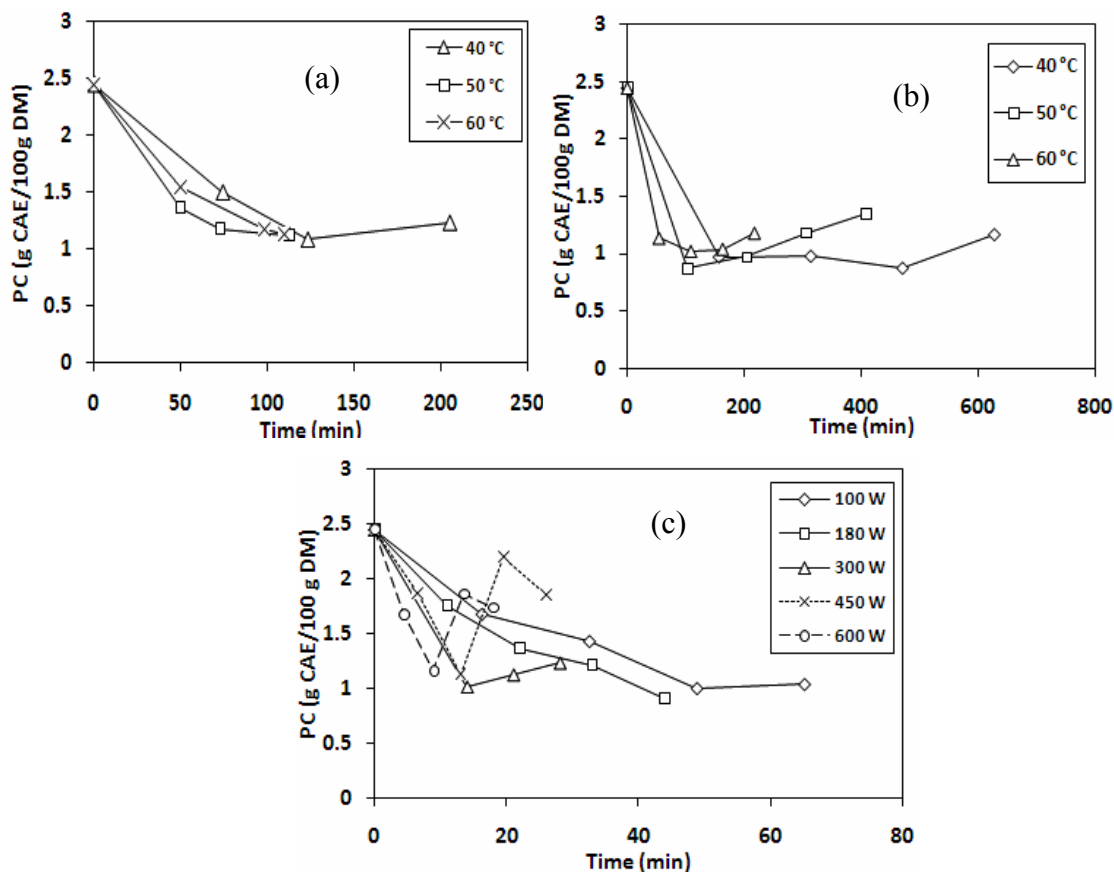 (a)
PC (g CAE/100g DM)
3
2.5
2
1.5
1
0.5
0
0 50 100 150 200 250
Time (min)
40 °C
50 °C
60 °C
(b)
PC (g CAE/100g DM)
3
2.5
2
1.5
1
0.5
0
0 200 400 600 800
Time (min)
40 °C
50 °C
60 °C
(c)
PC (g CAE/100 g DM)
3
2.5
2
1.5
1
0.5
0
0 20 40 60 80
Time (min)
100 W
180 W
300 W
450 W
600 W